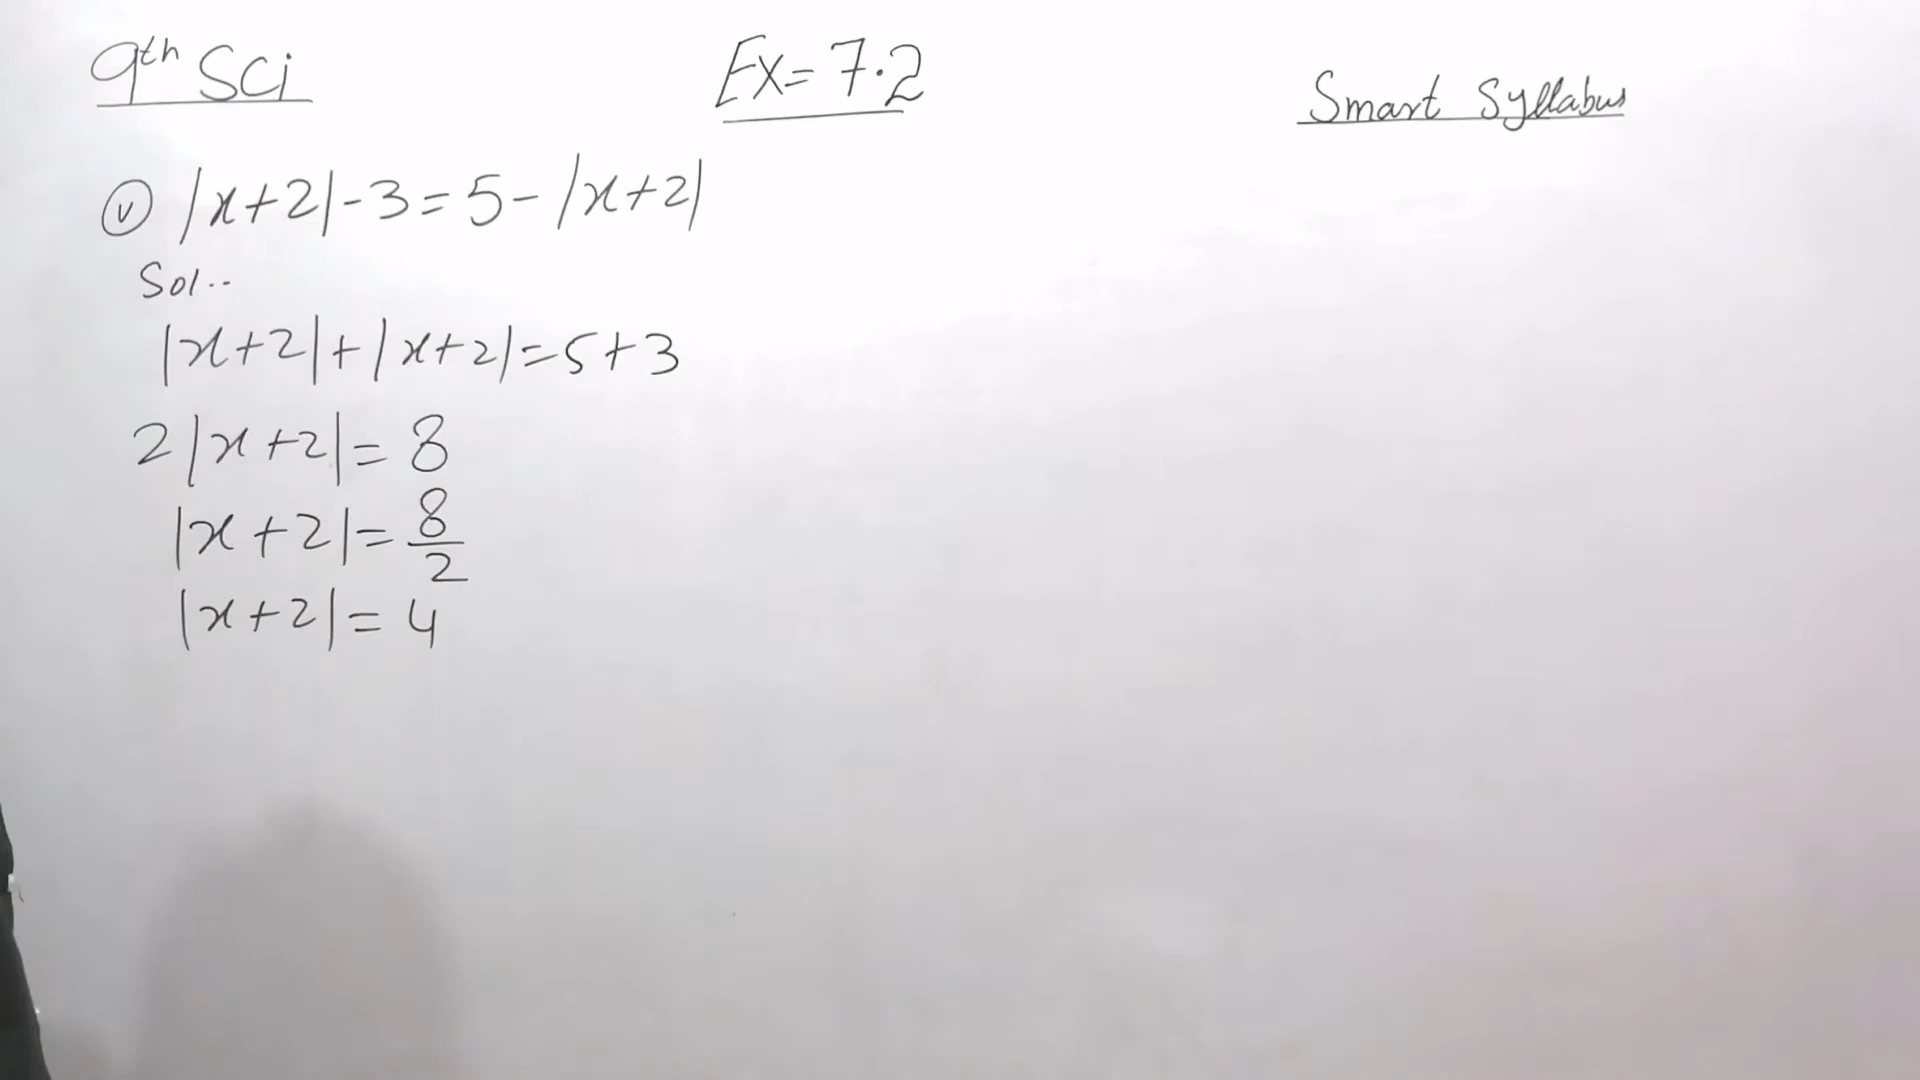 9th Sci
Ex= 7.2
Smart Syllabus
(v) |x+2|-3=5-|x+2|
Sol..
|x+2|+|x+2|=5+3
2|x+2|=8
|x+2|=8/2
|x+2|=4